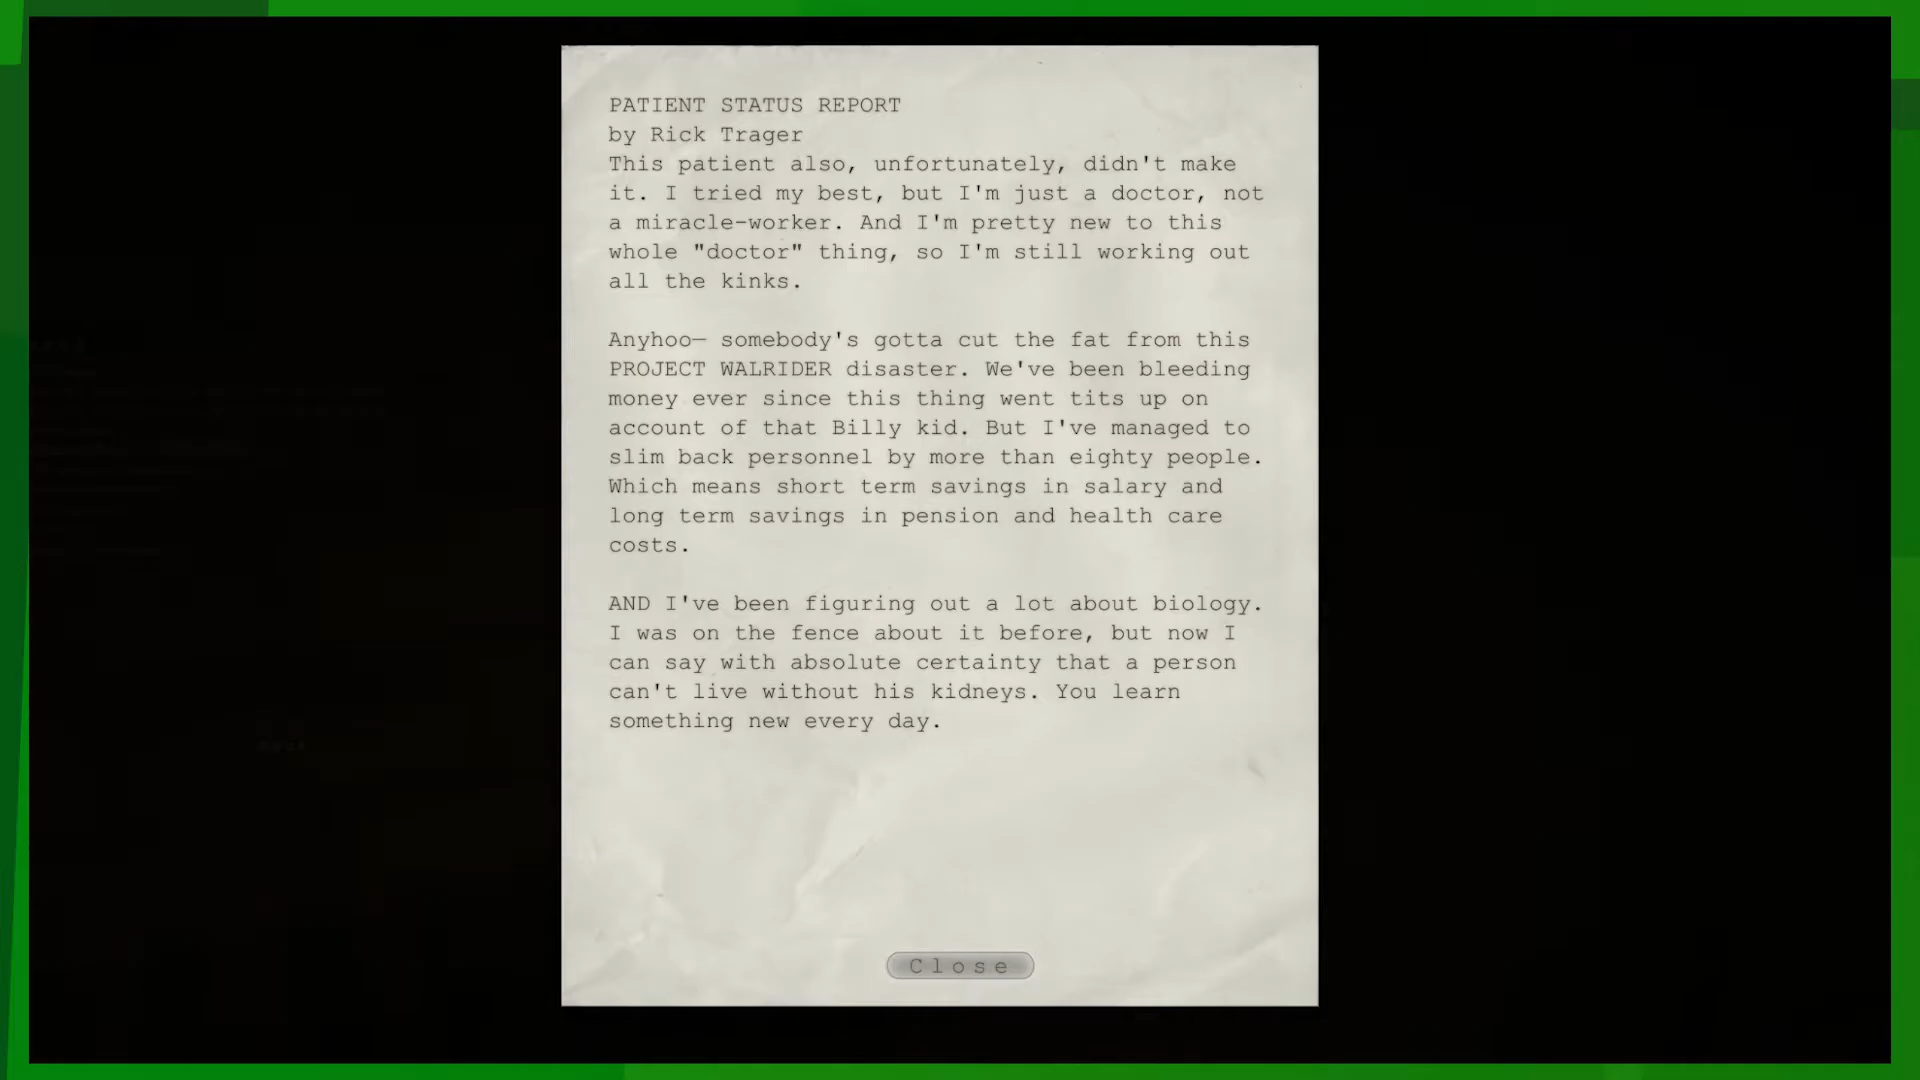 PATIENT STATUS REPORT
by Rick Trager
This patient also, unfortunately, didn't make
it. I tried my best, but I'm just a doctor, not
a miracle-worker. And I'm pretty new to this
whole "doctor" thing, so I'm still working out
all the kinks.
Anyhoo— somebody's gotta cut the fat from this
PROJECT WALRIDER disaster. We've been bleeding
money ever since this thing went tits up on
account of that Billy kid. But I've managed to
slim back personnel by more than eighty people.
Which means short term savings in salary and
long term savings in pension and health care
costs.
AND I've been figuring out a lot about biology.
I was on the fence about it before, but now I
can say with absolute certainty that a person
can't live without his kidneys. You learn
something new every day.
Close